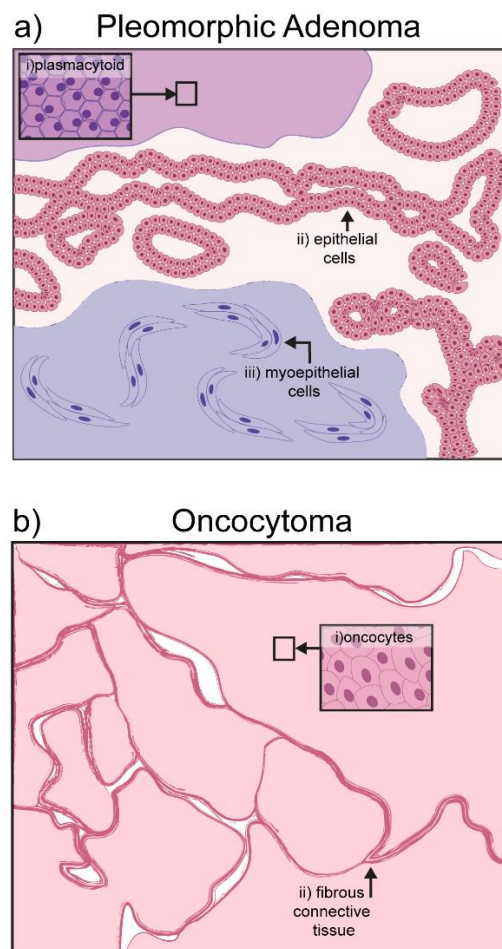 a) Pleomorphic Adenoma
i)plasmacytoid
ii) epithelial
cells
iii) myoepithelial
cells
b) Oncocytoma
i)oncocytes
ii) fibrous
connective
tissue